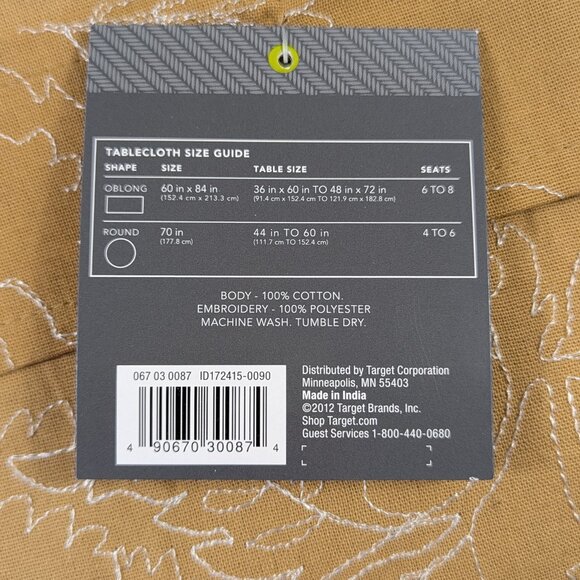 TABLECLOTH SIZE GUIDE
SHAPE SIZE TABLE SIZE SEATS
OBLONG 60 in x 84 in 36 in x 60 in TO 48 in x 72 in 6 TO 8
(152.4 cm x 213.3 cm) (91.4 cm x 152.4 cm TO 121.9 cm x 182.8 cm)
ROUND 70 in 44 in TO 60 in 4 TO 6
(177.8 cm) (111.7 cm TO 152.4 cm)
BODY - 100% COTTON.
EMBROIDERY - 100% POLYESTER
MACHINE WASH. TUMBLE DRY.
067 03 0087 ID172415-0090
4 90670 30087 4
Distributed by Target Corporation
Minneapolis, MN 55403
Made in India
©2012 Target Brands, Inc.
Shop Target.com
Guest Services 1-800-440-0680